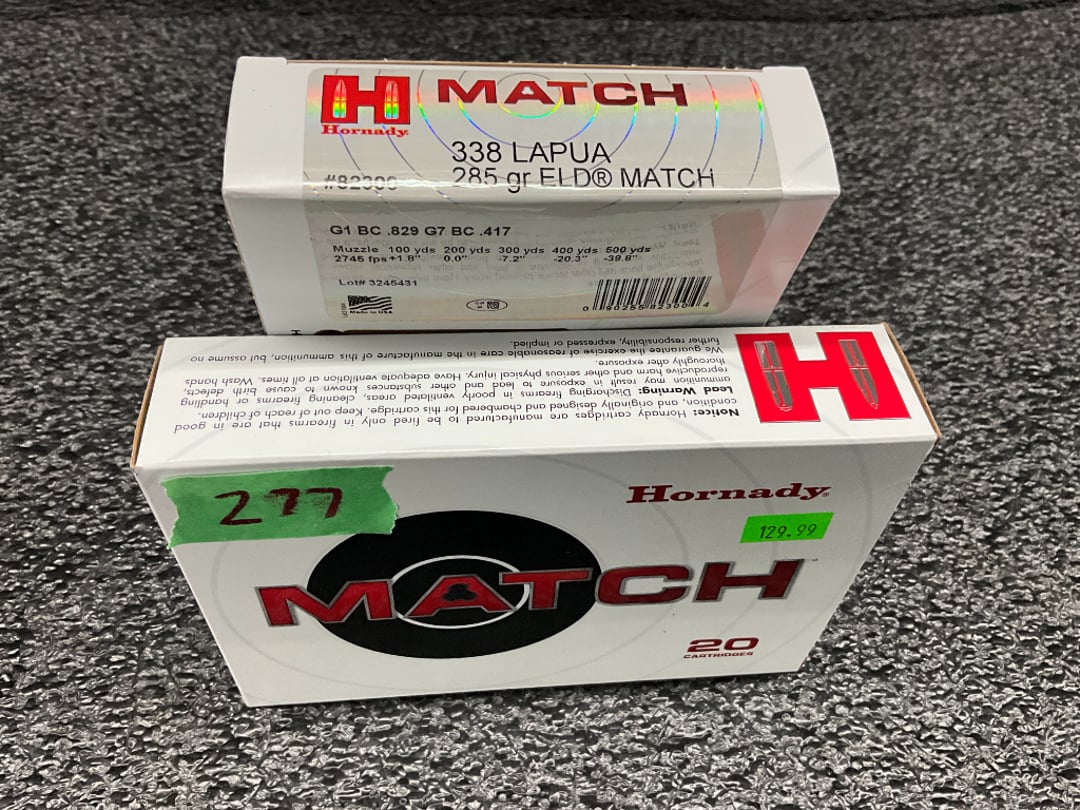 MATCH
Hornady
338 LAPUA
#82300 285 gr ELD® MATCH
G1 BC .829 G7 BC .417
Muzzle 100 yds 200 yds 300 yds 400 yds 500 yds
2745 fps +1.8" 0.0" -7.2" -20.3" -39.8"
Lot# 3245431
Made in USA
0 90255 82300 4
Notice: Hornady cartridges are manufactured to be fired only in firearms that are in good
condition, and originally designed and chambered for this cartridge. Keep out of reach of children.
Lead Warning: Discharging firearms in poorly ventilated areas, cleaning firearms or handling
ammunition may result in exposure to lead and other substances known to cause birth defects,
reproductive harm and other serious physical injury. Have adequate ventilation at all times. Wash hands
thoroughly after exposure.
We guarantee the exercise of reasonable care in the manufacture of this ammunition, but assume no
further responsibility, expressed or implied.
277
Hornady
129.99
MATCH
20
CARTRIDGES